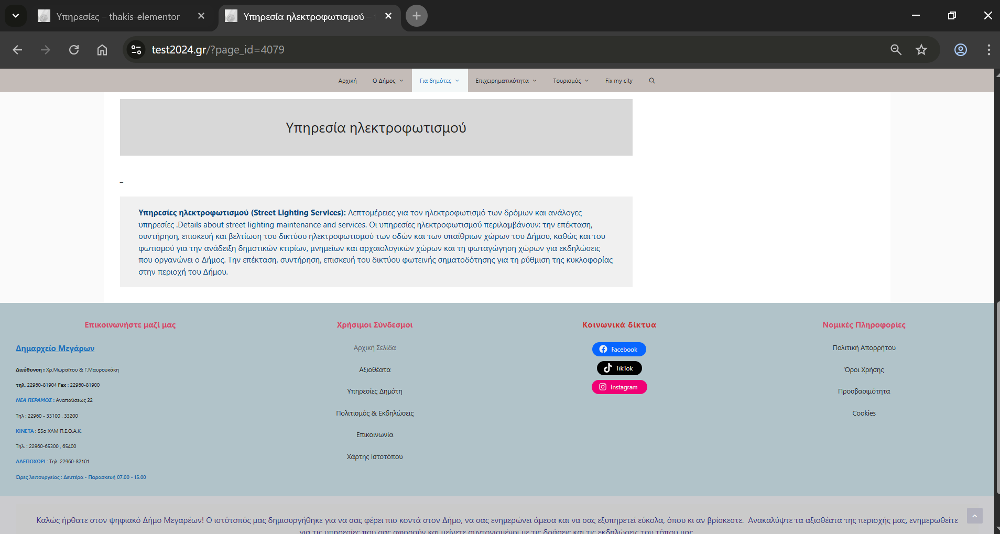 Υπηρεσίες – thakis-elementor
Υπηρεσία ηλεκτροφωτισμού –
test2024.gr/?page_id=4079
Αρχική Ο Δήμος Για δημότες Επιχειρηματικότητα Τουρισμός Fix my city
Υπηρεσία ηλεκτροφωτισμού
–
Υπηρεσίες ηλεκτροφωτισμού (Street Lighting Services): Λεπτομέρειες για τον ηλεκτροφωτισμό των δρόμων και ανάλογες
υπηρεσίες .Details about street lighting maintenance and services. Οι υπηρεσίες ηλεκτροφωτισμού περιλαμβάνουν: την επέκταση,
συντήρηση, επισκευή και βελτίωση του δικτύου ηλεκτροφωτισμού των οδών και των υπαίθριων χώρων του Δήμου, καθώς και του
φωτισμού για την ανάδειξη δημοτικών κτιρίων, μνημείων και αρχαιολογικών χώρων και τη φωταγώγηση χώρων για εκδηλώσεις
που οργανώνει ο Δήμος. Την επέκταση, συντήρηση, επισκευή του δικτύου φωτεινής σηματοδότησης για τη ρύθμιση της κυκλοφορίας
στην περιοχή του Δήμου.
Επικοινωνήστε μαζί μας
Δημαρχείο Μεγάρων
Διεύθυνση : Χρ.Μωραϊτου & Γ.Μαυρουκάκη
τηλ. 22960-81904 Fax : 22960-81900
ΝΕΑ ΠΕΡΑΜΟΣ : Αναπαύσεως 22
Τηλ : 22960 - 33100 , 33200
ΚΙΝΕΤΑ : 55ο ΧΛΜ Π.Ε.Ο.Α.Κ.
Τηλ. : 22960-65300 , 65400
ΑΛΕΠΟΧΩΡΙ : Τηλ. 22960-82101
Ώρες λειτουργείας : Δευτέρα - Παρασκευή 07.00 - 15.00
Χρήσιμοι Σύνδεσμοι
Αρχική Σελίδα
Αξιοθέατα
Υπηρεσίες Δημότη
Πολιτισμός & Εκδηλώσεις
Επικοινωνία
Χάρτης Ιστοτόπου
Κοινωνικά δίκτυα
Facebook
TikTok
Instagram
Νομικές Πληροφορίες
Πολιτική Απορρήτου
Όροι Χρήσης
Προσβασιμότητα
Cookies
Καλώς ήρθατε στον ψηφιακό Δήμο Μεγαρέων! Ο ιστότοπός μας δημιουργήθηκε για να σας φέρει πιο κοντά στον Δήμο, να σας ενημερώνει άμεσα και να σας εξυπηρετεί εύκολα, όπου κι αν βρίσκεστε. Ανακαλύψτε τα αξιοθέατα της περιοχής μας, ενημερωθείτε
για τις υπηρεσίες που σας αφορούν και μείνετε συντονισμένοι με τις δράσεις και τις εκδηλώσεις του τόπου μας.